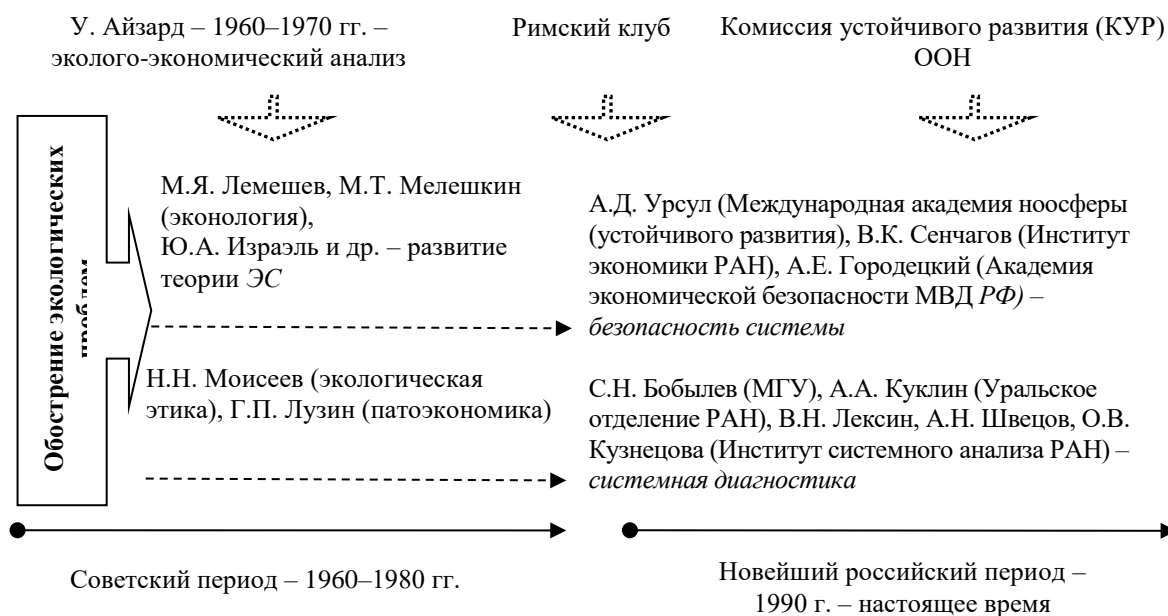 У. Айзард – 1960–1970 гг. –
эколого-экономический анализ
Римский клуб
Комиссия устойчивого развития (КУР)
ООН
Обострение экологических
М.Я. Лемешев, М.Т. Мелешкин
(эконология),
Ю.А. Израэль и др. – развитие
теории ЭС
А.Д. Урсул (Международная академия ноосферы
(устойчивого развития), В.К. Сенчагов (Институт
экономики РАН), А.Е. Городецкий (Академия
экономической безопасности МВД РФ) –
безопасность системы
Н.Н. Моисеев (экологическая
этика), Г.П. Лузин (патоэкономика)
С.Н. Бобылев (МГУ), А.А. Куклин (Уральское
отделение РАН), В.Н. Лексин, А.Н. Швецов, О.В.
Кузнецова (Институт системного анализа РАН) –
системная диагностика
Советский период – 1960–1980 гг.
Новейший российский период –
1990 г. – настоящее время